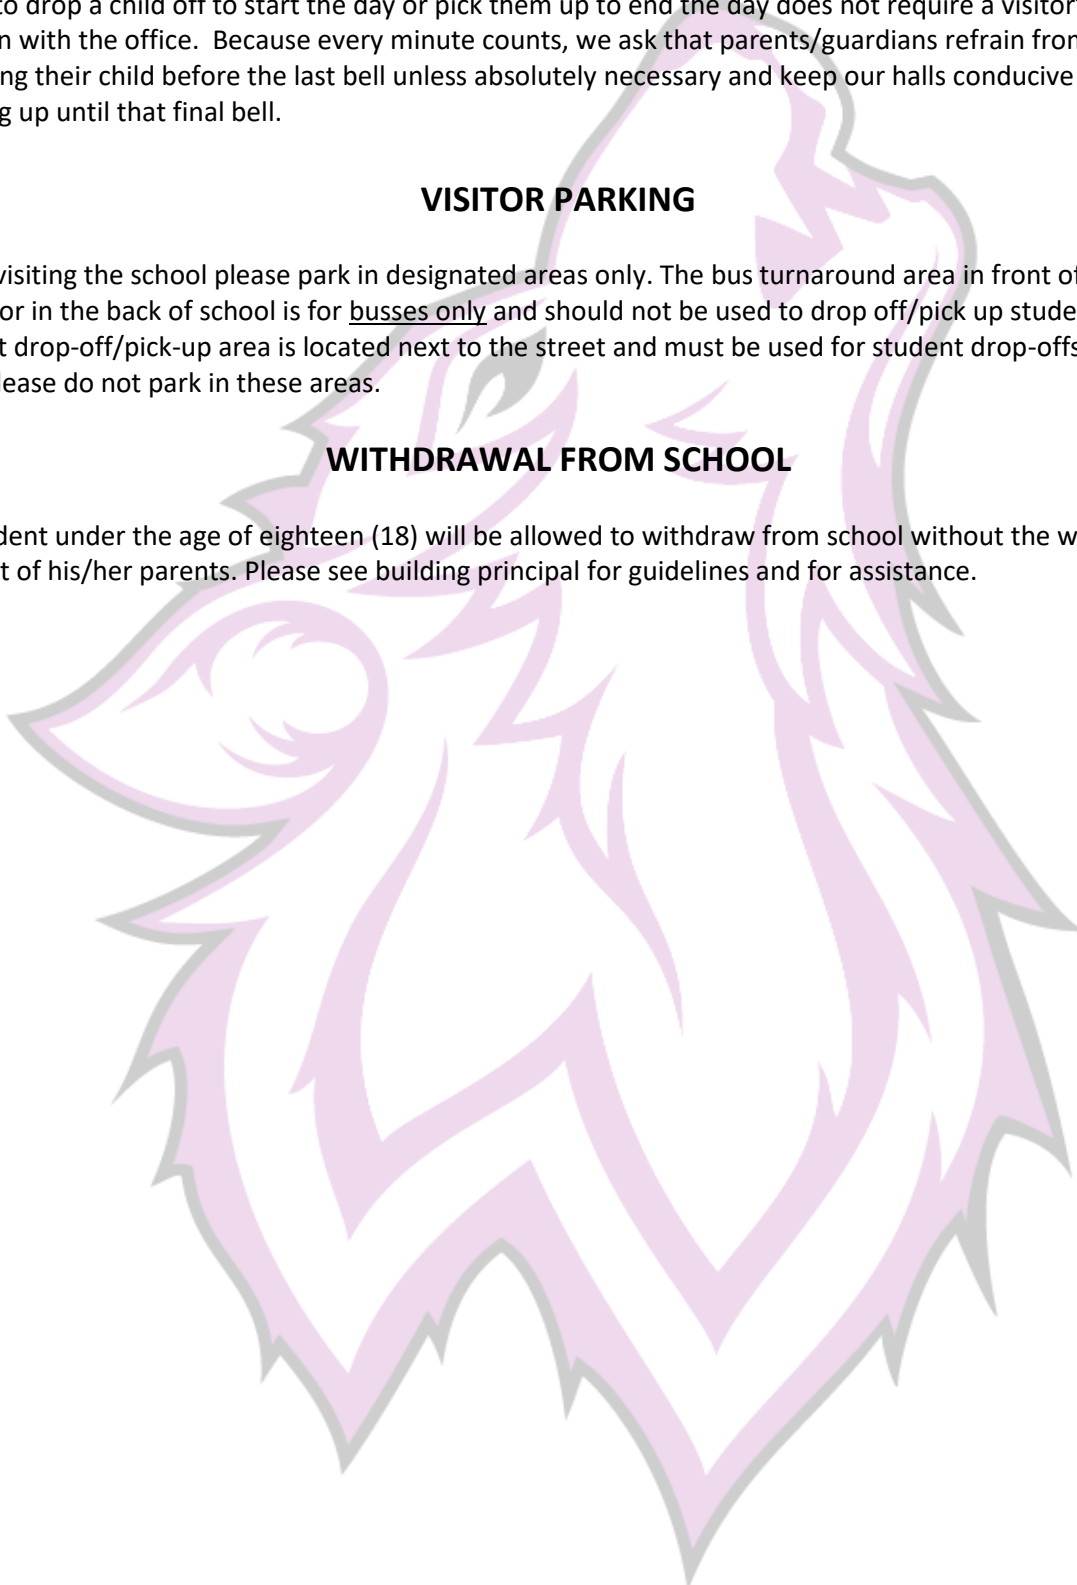 to drop a child off to start the day or pick them up to end the day does not require a visitor
n with the office.  Because every minute counts, we ask that parents/guardians refrain from
ng their child before the last bell unless absolutely necessary and keep our halls conducive
g up until that final bell.
VISITOR PARKING
visiting the school please park in designated areas only. The bus turnaround area in front of
or in the back of school is for busses only and should not be used to drop off/pick up stude
t drop-off/pick-up area is located next to the street and must be used for student drop-offs
lease do not park in these areas.
WITHDRAWAL FROM SCHOOL
dent under the age of eighteen (18) will be allowed to withdraw from school without the w
t of his/her parents. Please see building principal for guidelines and for assistance.